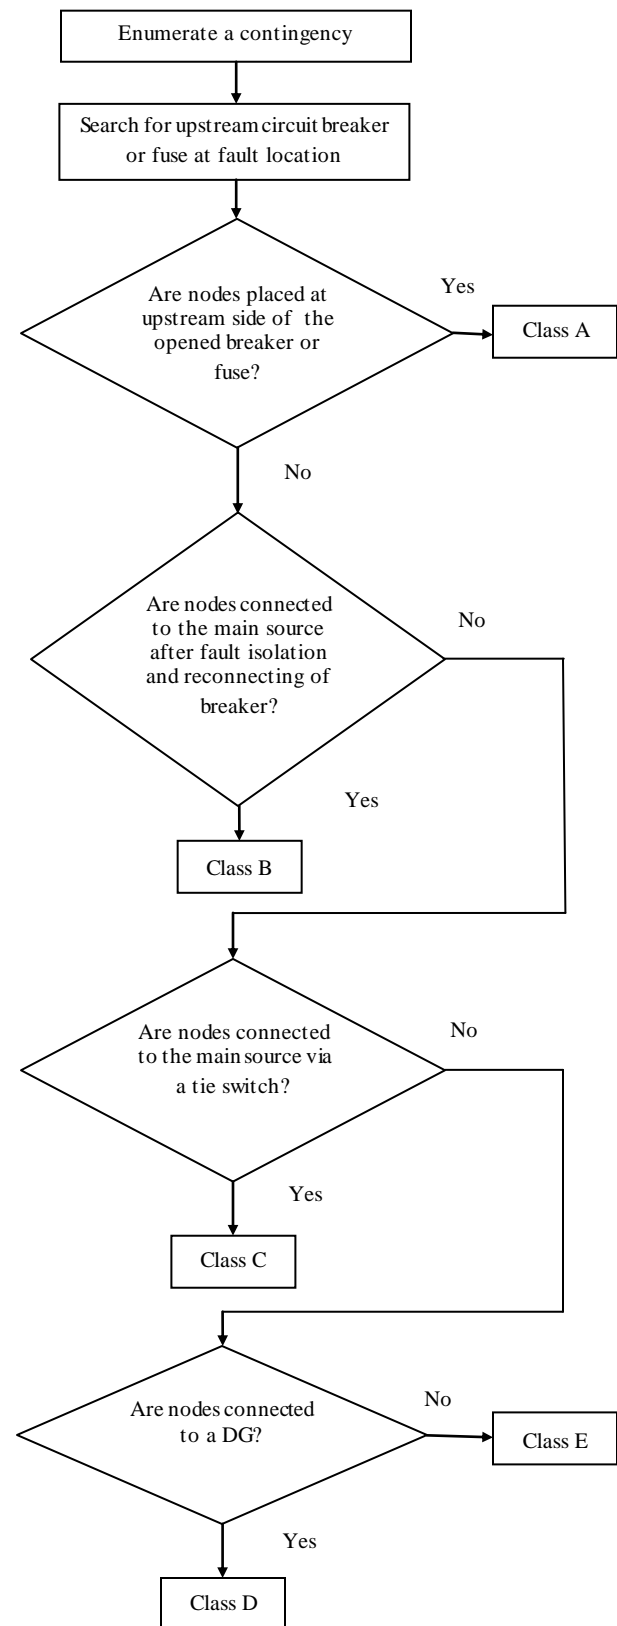 Enumerate a contingency
Search for upstream circuit breaker
or fuse at fault location
Are nodes placed at
upstream side of the
opened breaker or
fuse?
Yes
Class A
No
Are nodes connected
to the main source
after fault isolation
and reconnecting of
breaker?
No
Yes
Class B
Are nodes connected
to the main source via
a tie switch?
No
Yes
Class C
Are nodes connected
to a DG?
No
Class E
Yes
Class D